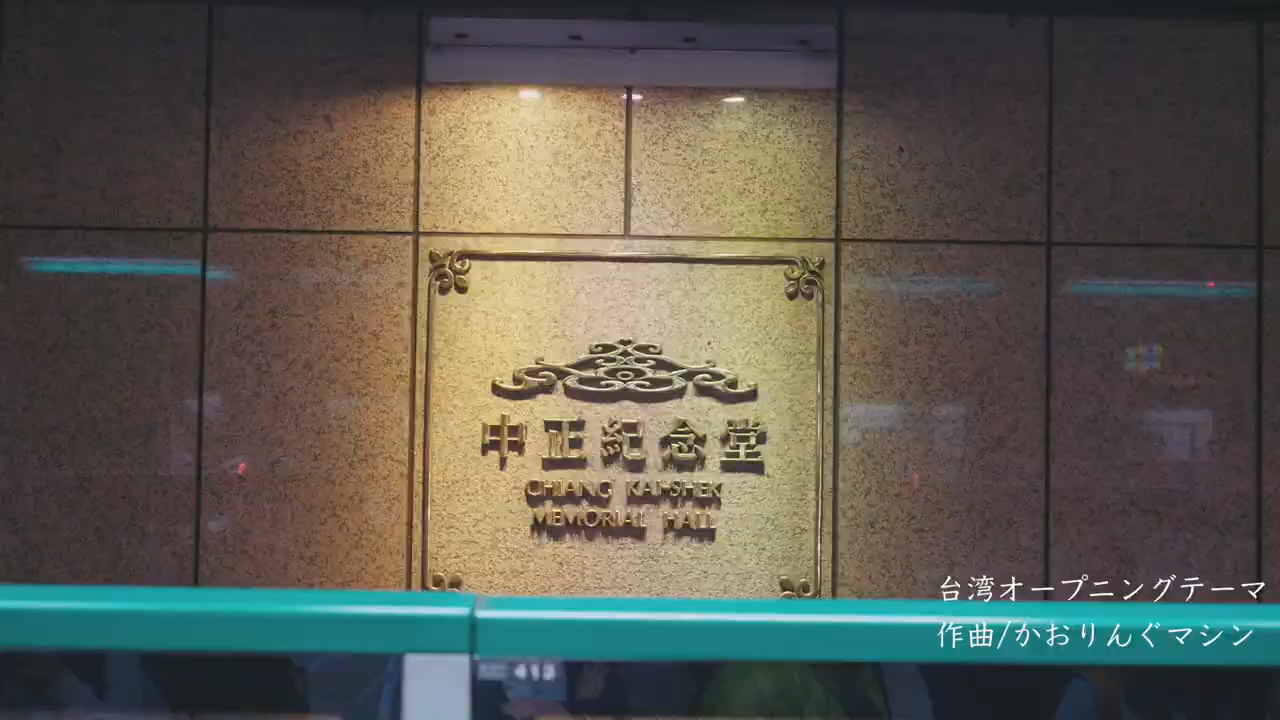 中正紀念堂
CHIANG KAI-SHEK
MEMORIAL HALL
台湾オープニングテーマ
作曲/かおりんぐマシン
413